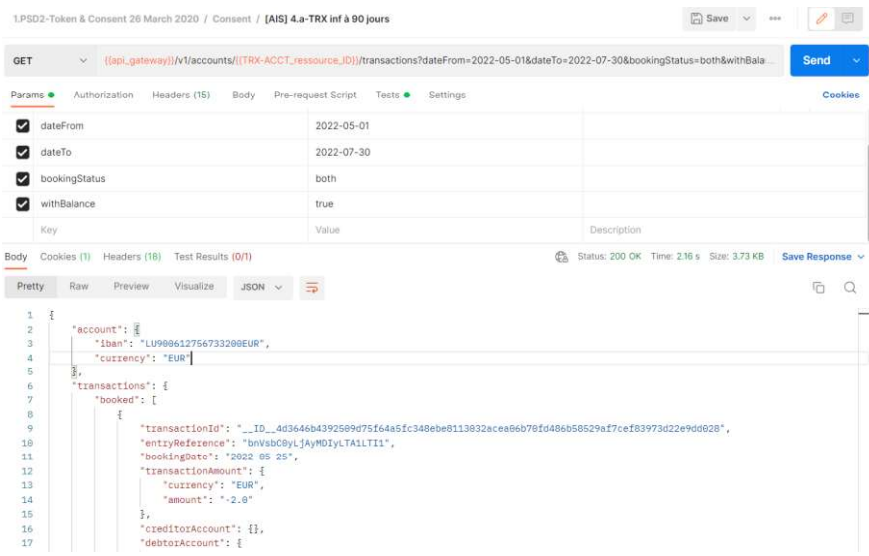 1.PSD2-Token & Consent 26 March 2020 / Consent / [AIS] 4.a-TRX inf à 90 jours
Save
GET {{api_gateway}}/v1/accounts/{{TRX-ACCT_ressource_ID}}/transactions?dateFrom=2022-05-01&dateTo=2022-07-30&bookingStatus=both&withBala... Send
Params Authorization Headers (15) Body Pre-request Script Tests Settings Cookies
dateFrom 2022-05-01
dateTo 2022-07-30
bookingStatus both
withBalance true
Key Value Description
Body Cookies (1) Headers (18) Test Results (0/1) Status: 200 OK Time: 2.16 s Size: 3.73 KB Save Response
Pretty Raw Preview Visualize JSON
1 {
2 "account": {
3 "iban": "LU900612756733200EUR",
4 "currency": "EUR"
5 },
6 "transactions": {
7 "booked": [
8 {
9 "transactionId": "__ID__4d3646b4392509d75f64a5fc348ebe8113032acea06b70fd486b58529af7cef83973d22e9dd028",
10 "entryReference": "bnVsbC0yLjAyMDIyLTA1LTI1",
11 "bookingDate": "2022-05-25",
12 "transactionAmount": {
13 "currency": "EUR",
14 "amount": "-2.0"
15 },
16 "creditorAccount": {},
17 "debtorAccount": {